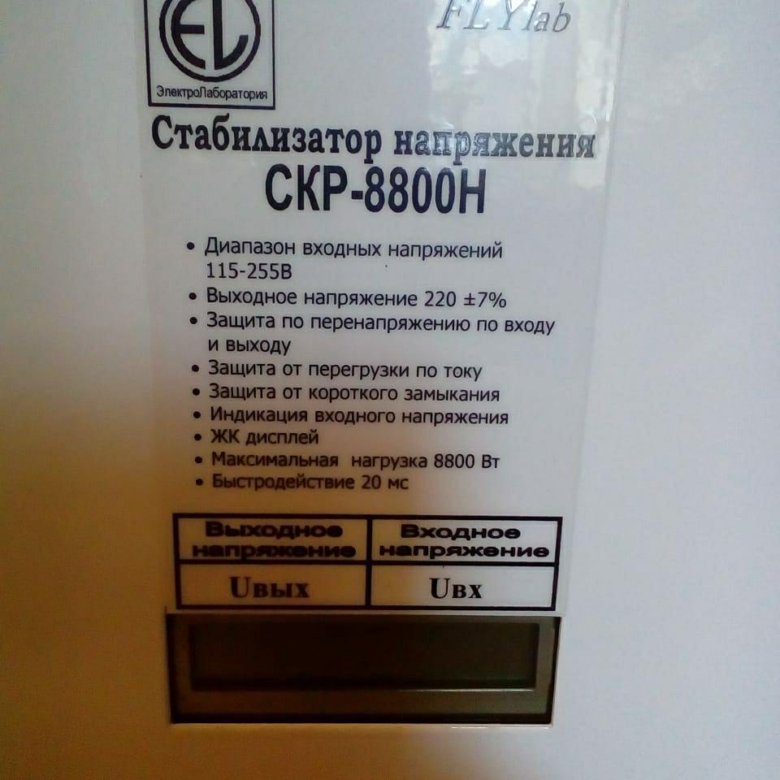 EL
FLYlab
ЭлектроЛаборатория
Стабилизатор напряжения
СКР-8800Н
• Диапазон входных напряжений
115-255В
• Выходное напряжение 220 ±7%
• Защита по перенапряжению по входу
и выходу
• Защита от перегрузки по току
• Защита от короткого замыкания
• Индикация входного напряжения
• ЖК дисплей
• Максимальная нагрузка 8800 Вт
• Быстродействие 20 мс
Выходное напряжение
Входное напряжение
Uвых
Uвх